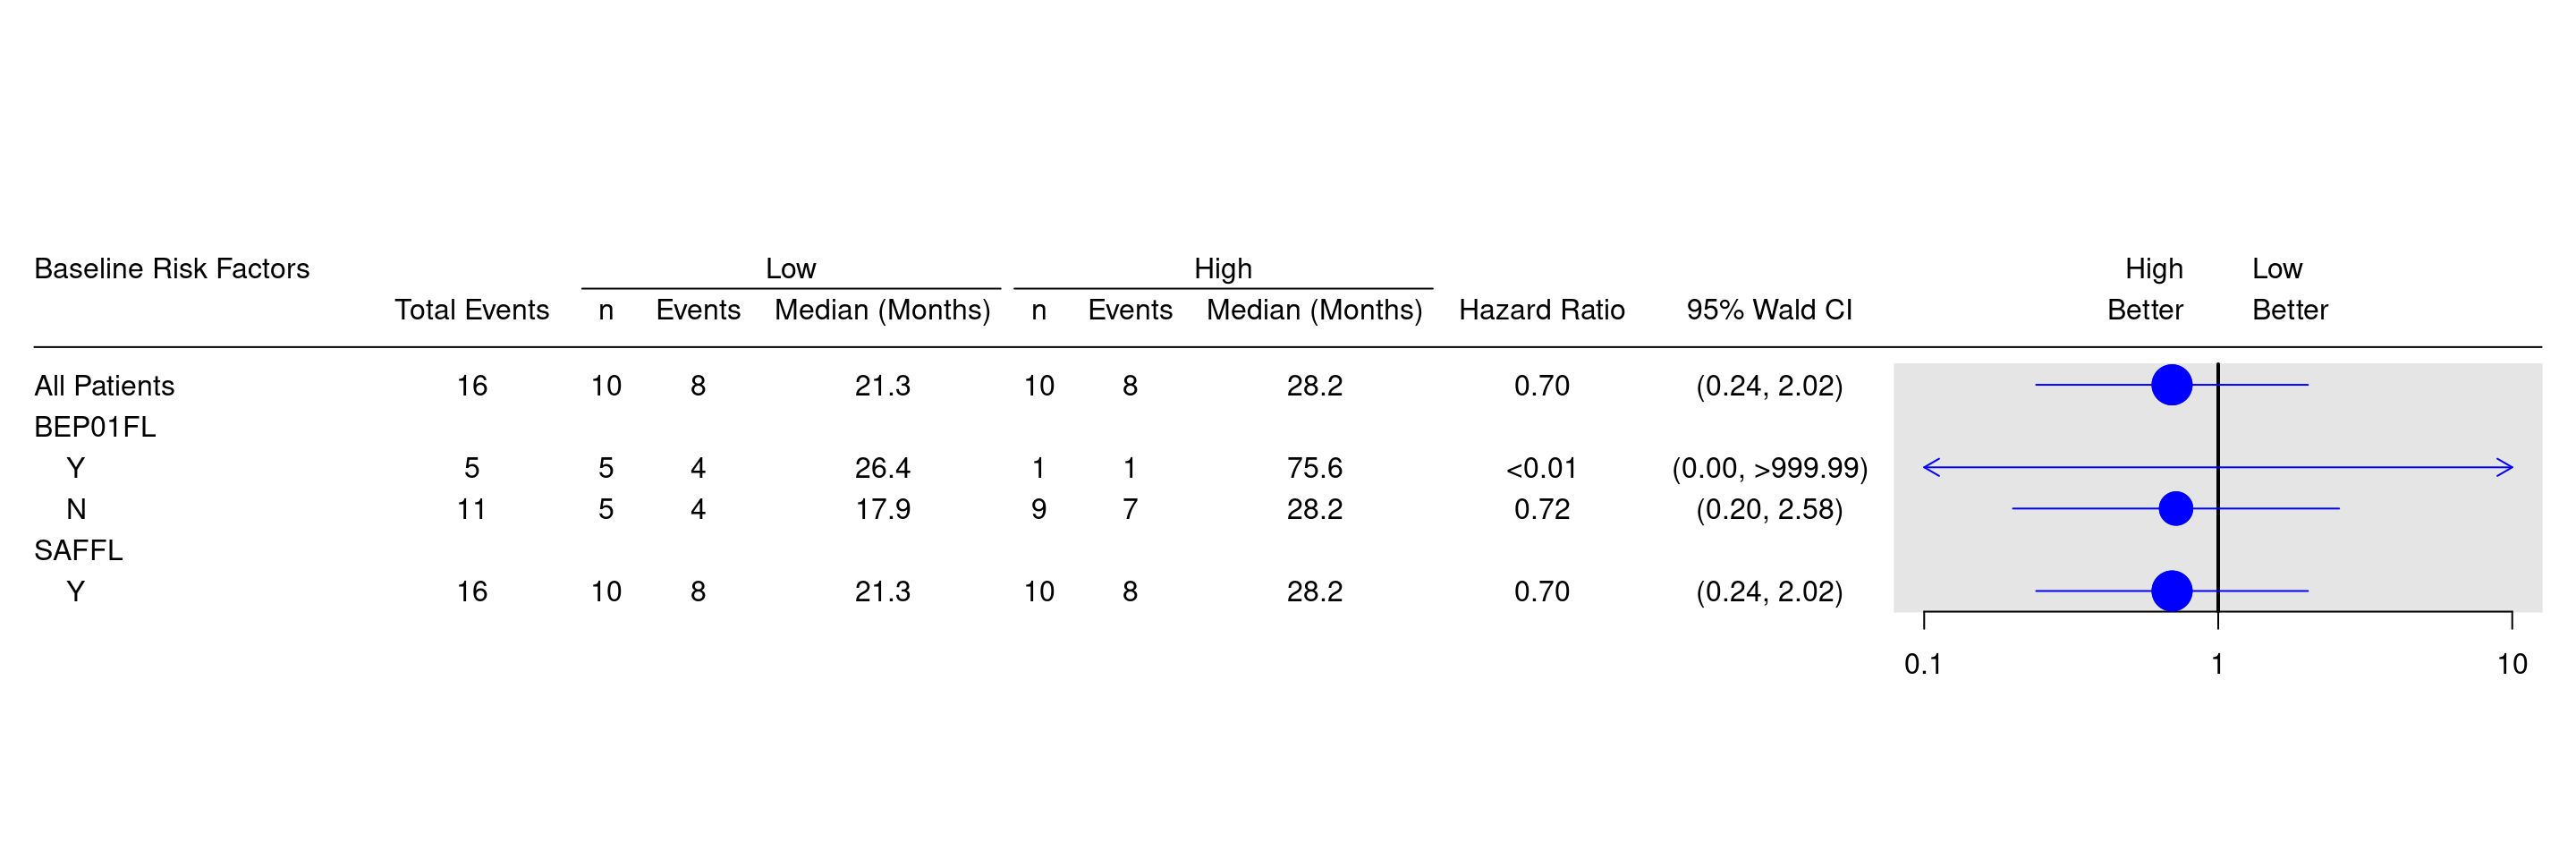 Baseline Risk Factors Low High High Low
Total Events n Events Median (Months) n Events Median (Months) Hazard Ratio 95% Wald CI Better Better
All Patients 16 10 8 21.3 10 8 28.2 0.70 (0.24, 2.02)
BEP01FL
Y 5 5 4 26.4 1 1 75.6 <0.01 (0.00, >999.99)
N 11 5 4 17.9 9 7 28.2 0.72 (0.20, 2.58)
SAFFL
Y 16 10 8 21.3 10 8 28.2 0.70 (0.24, 2.02)
0.1 1 10